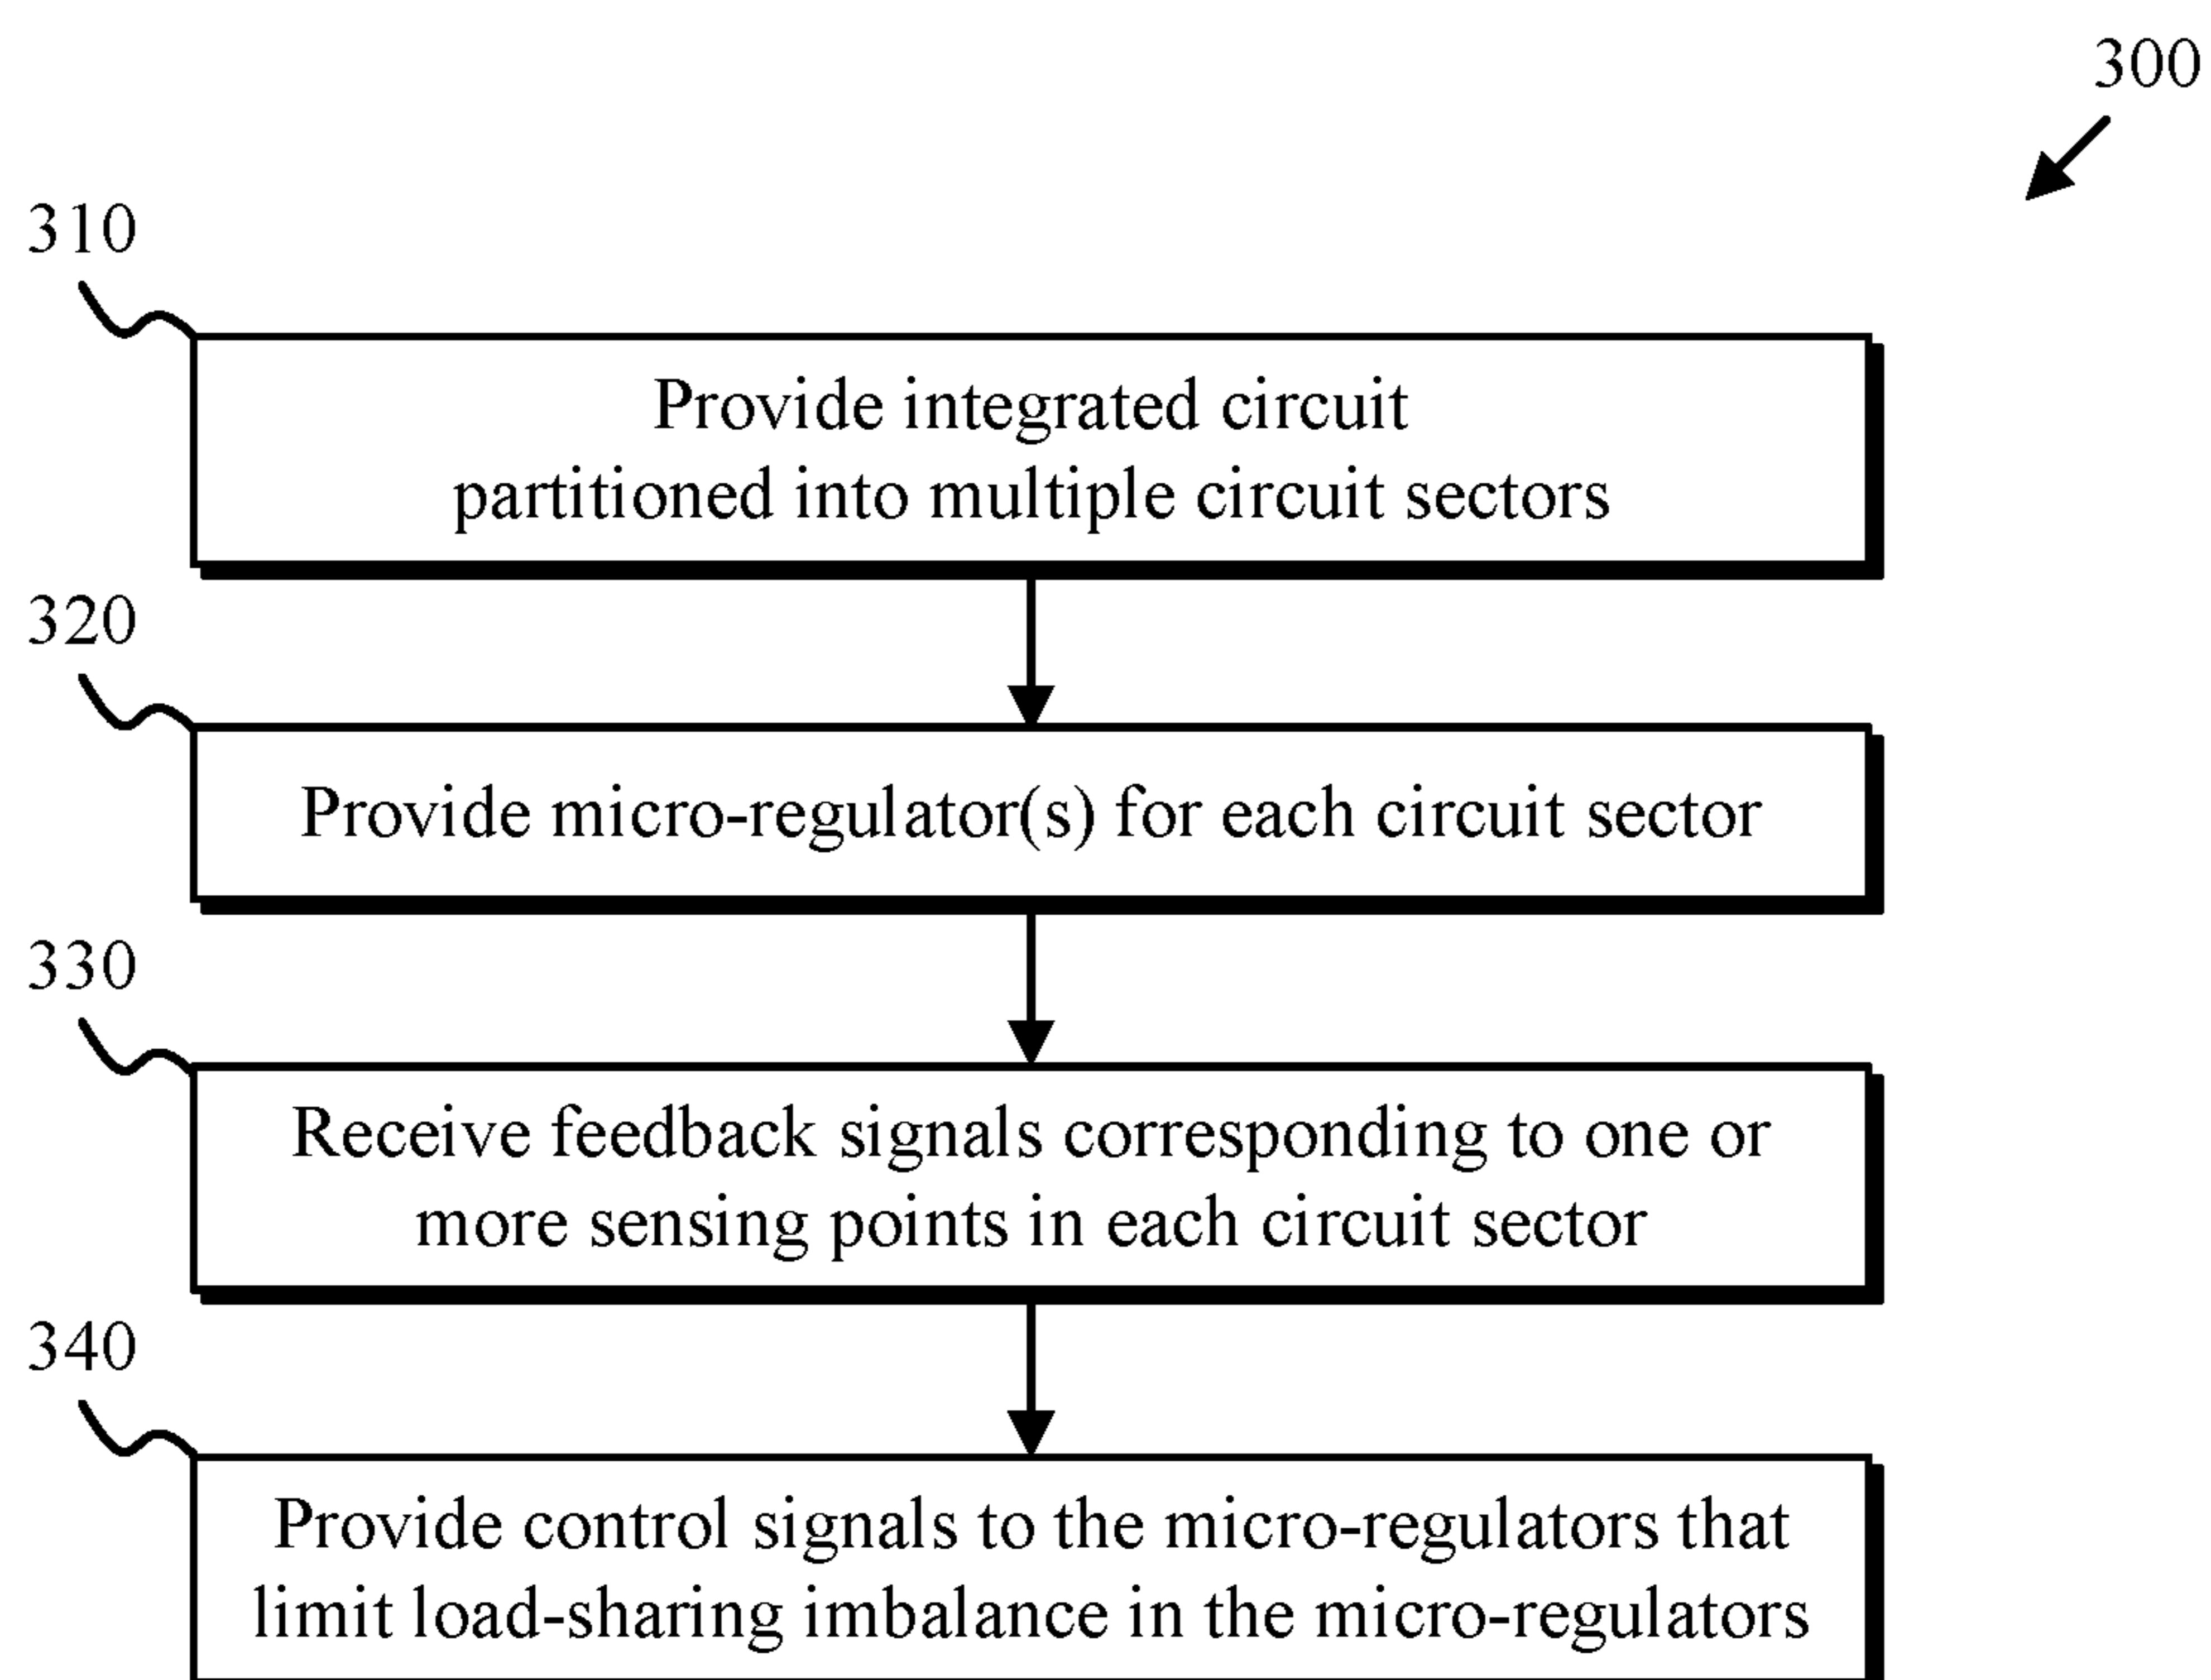 300
310
Provide integrated circuit
partitioned into multiple circuit sectors
320
Provide micro-regulator(s) for each circuit sector
330
Receive feedback signals corresponding to one or
more sensing points in each circuit sector
340
Provide control signals to the micro-regulators that
limit load-sharing imbalance in the micro-regulators